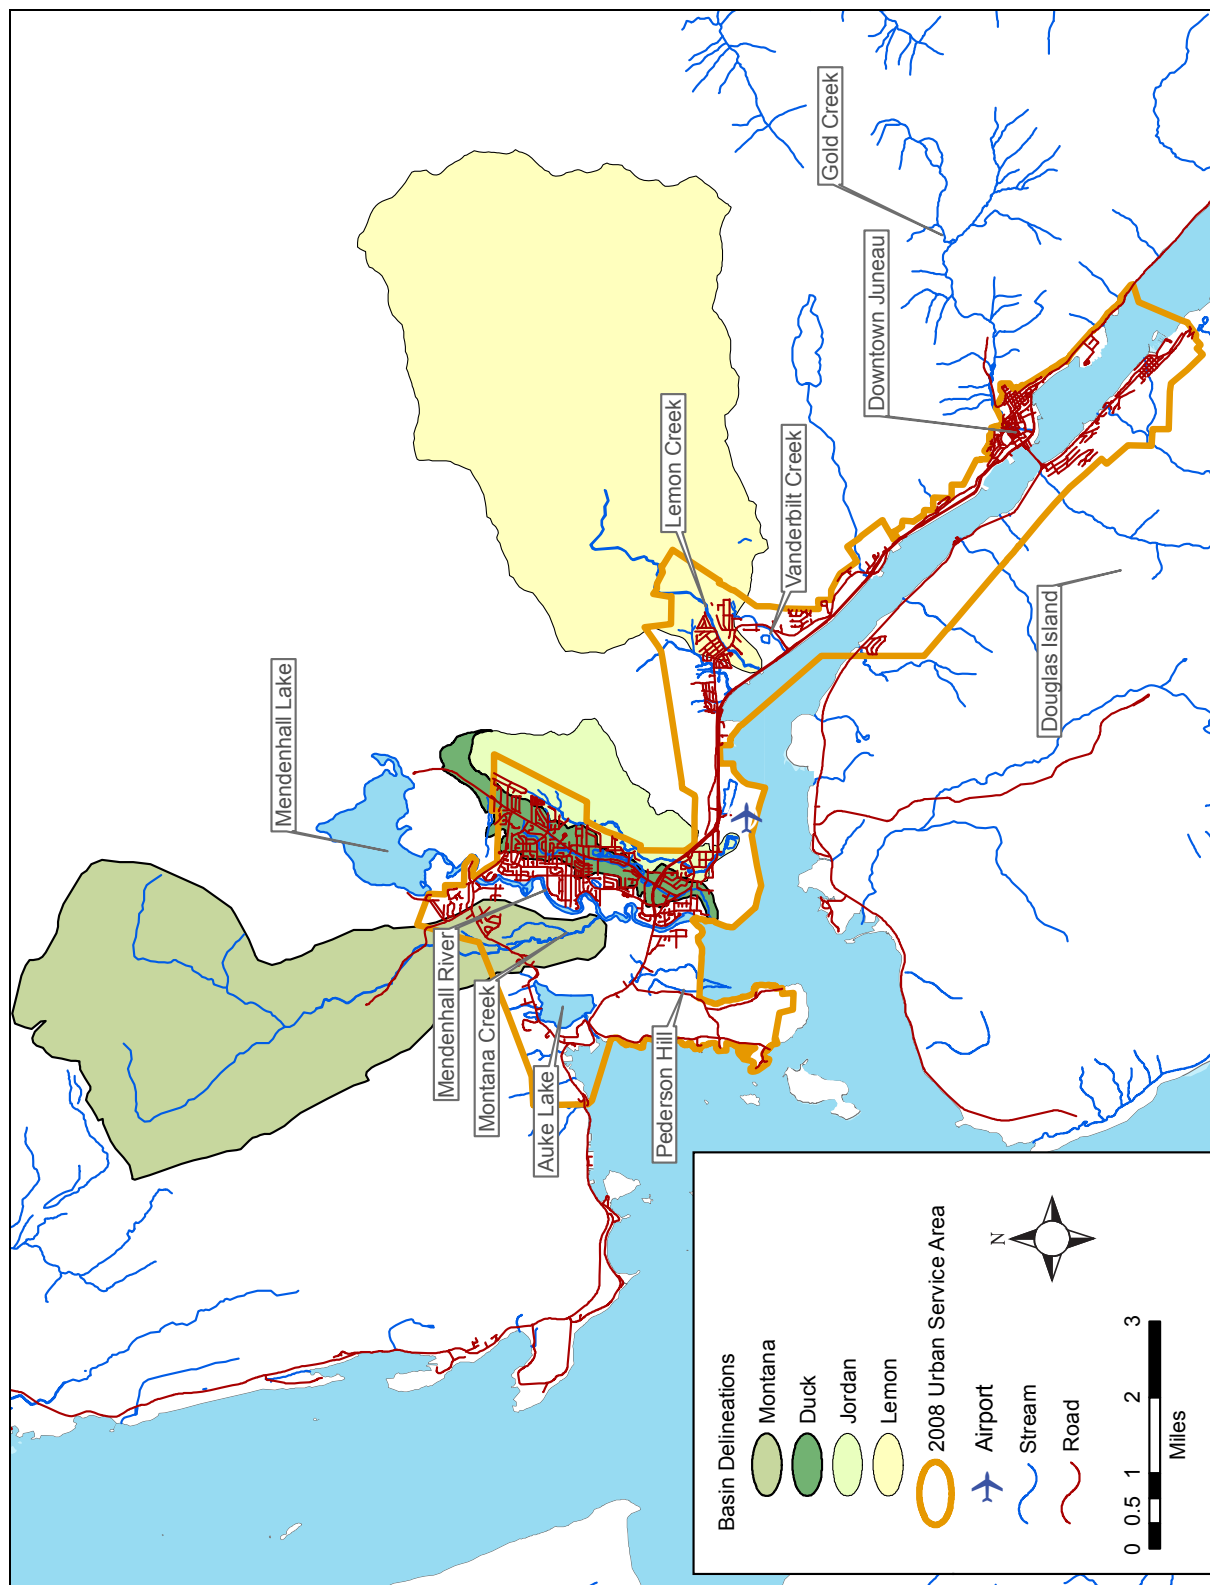 Mendenhall Lake
Mendenhall River
Montana Creek
Auke Lake
Pederson Hill
Lemon Creek
Vanderbilt Creek
Downtown Juneau
Gold Creek
Douglas Island
Basin Delineations
Montana
Duck
Jordan
Lemon
2008 Urban Service Area
Airport
Stream
Road
N
0 0.5 1 2 3
Miles